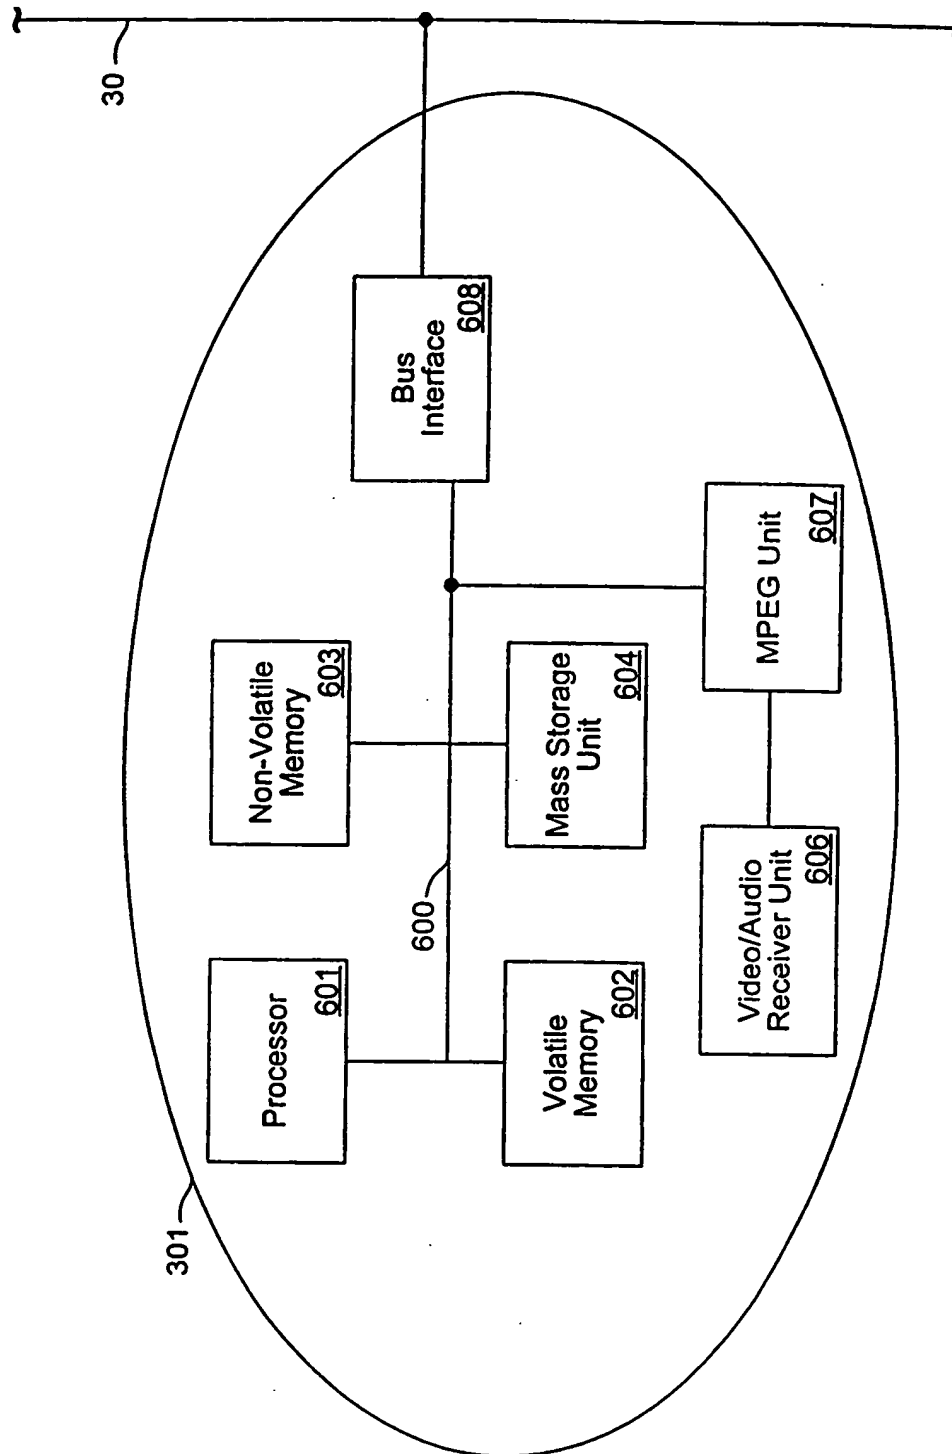 30
301
Processor
601
Non-Volatile
Memory
603
Bus
Interface
608
600
Volatile
Memory
602
Mass Storage
Unit
604
Video/Audio
Receiver Unit
606
MPEG Unit
607